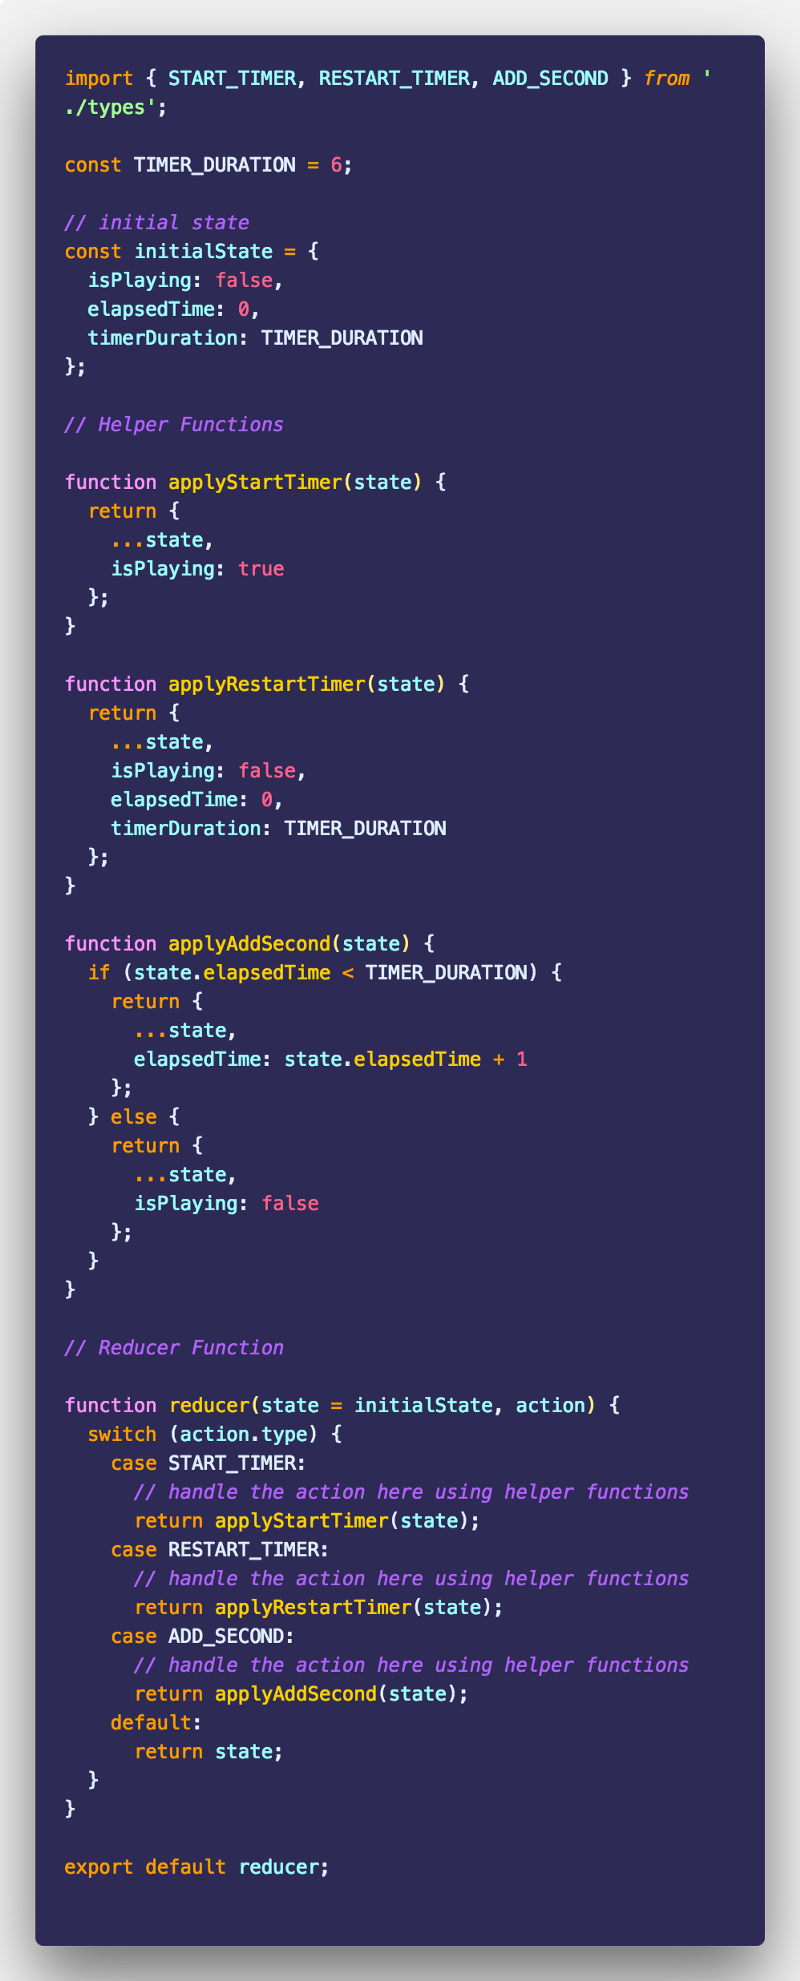 import { START_TIMER, RESTART_TIMER, ADD_SECOND } from '
./types';

const TIMER_DURATION = 6;

// initial state
const initialState = {
  isPlaying: false,
  elapsedTime: 0,
  timerDuration: TIMER_DURATION
};

// Helper Functions

function applyStartTimer(state) {
  return {
    ...state,
    isPlaying: true
  };
}

function applyRestartTimer(state) {
  return {
    ...state,
    isPlaying: false,
    elapsedTime: 0,
    timerDuration: TIMER_DURATION
  };
}

function applyAddSecond(state) {
  if (state.elapsedTime < TIMER_DURATION) {
    return {
      ...state,
      elapsedTime: state.elapsedTime + 1
    };
  } else {
    return {
      ...state,
      isPlaying: false
    };
  }
}

// Reducer Function

function reducer(state = initialState, action) {
  switch (action.type) {
    case START_TIMER:
      // handle the action here using helper functions
      return applyStartTimer(state);
    case RESTART_TIMER:
      // handle the action here using helper functions
      return applyRestartTimer(state);
    case ADD_SECOND:
      // handle the action here using helper functions
      return applyAddSecond(state);
    default:
      return state;
  }
}

export default reducer;